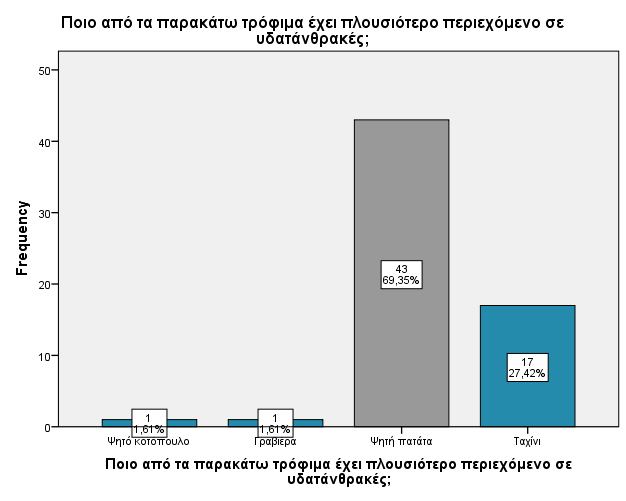 Ποιο από τα παρακάτω τρόφιμα έχει πλουσιότερο περιεχόμενο σε
υδατάνθρακές;
50
40
30
20
10
0
Frequency
1
1,61%
1
1,61%
43
69,35%
17
27,42%
Ψητό κοτόπουλο
Γραβιέρα
Ψητή πατάτα
Ταχίνι
Ποιο από τα παρακάτω τρόφιμα έχει πλουσιότερο περιεχόμενο σε
υδατάνθρακές;